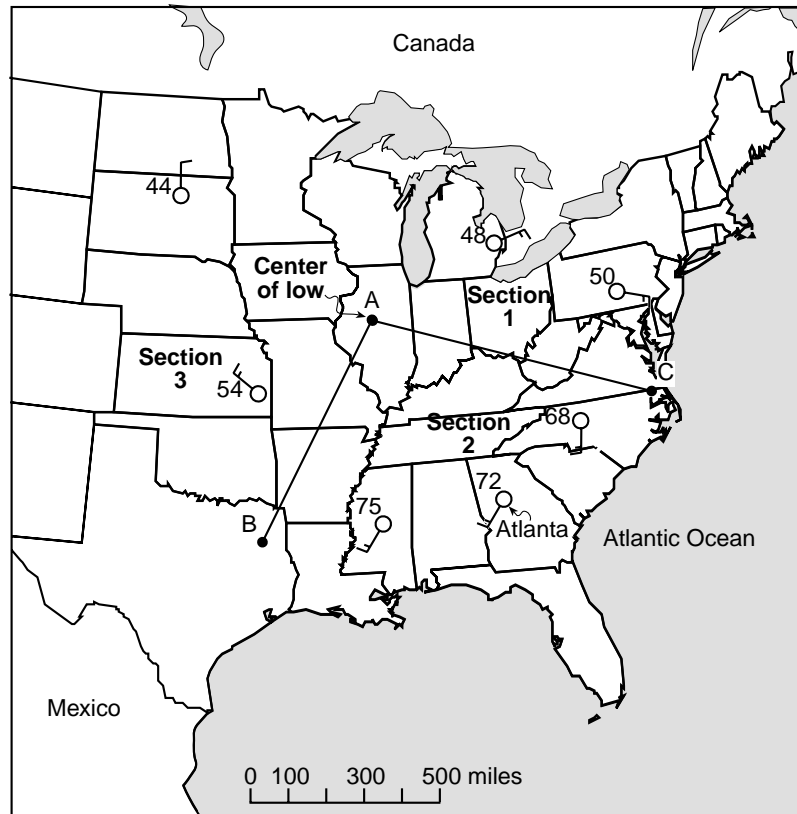 Canada
44
48
Center
of low
A
Section
1
50
Section
3
54
C
Section
2
68
72
75
B
Atlanta
Atlantic Ocean
Mexico
0 100 300 500 miles